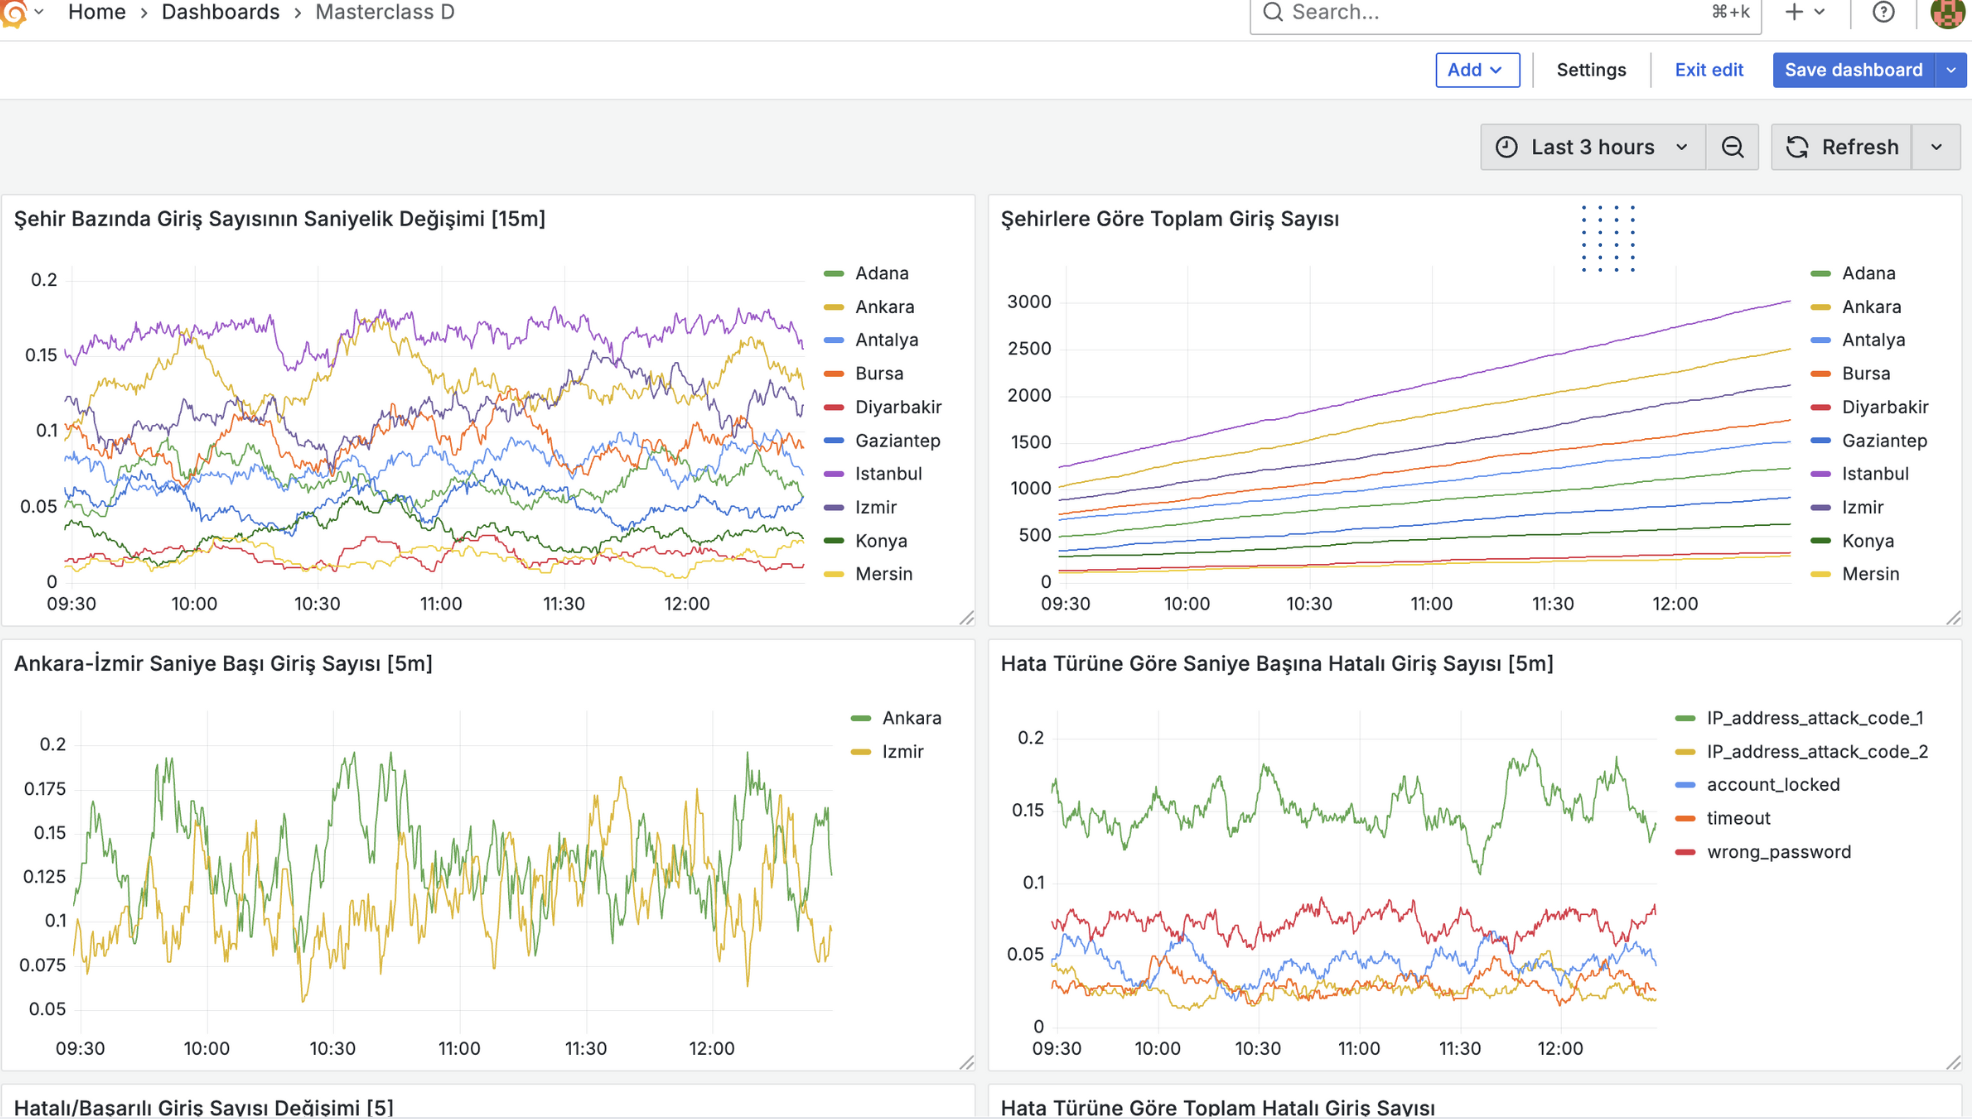 Home › Dashboards › Masterclass D
Search...
⌘+k
Add
Settings
Exit edit
Save dashboard
Last 3 hours
Refresh
Şehir Bazında Giriş Sayısının Saniyelik Değişimi [15m]
0.2
0.15
0.1
0.05
0
09:30 10:00 10:30 11:00 11:30 12:00
Adana
Ankara
Antalya
Bursa
Diyarbakir
Gaziantep
Istanbul
Izmir
Konya
Mersin
Şehirlere Göre Toplam Giriş Sayısı
3000
2500
2000
1500
1000
500
0
09:30 10:00 10:30 11:00 11:30 12:00
Adana
Ankara
Antalya
Bursa
Diyarbakir
Gaziantep
Istanbul
Izmir
Konya
Mersin
Ankara-İzmir Saniye Başı Giriş Sayısı [5m]
0.2
0.175
0.15
0.125
0.1
0.075
0.05
09:30 10:00 10:30 11:00 11:30 12:00
Ankara
Izmir
Hata Türüne Göre Saniye Başına Hatalı Giriş Sayısı [5m]
0.2
0.15
0.1
0.05
0
09:30 10:00 10:30 11:00 11:30 12:00
IP_address_attack_code_1
IP_address_attack_code_2
account_locked
timeout
wrong_password
Hatalı/Başarılı Giriş Sayısı Değişimi [5]
Hata Türüne Göre Toplam Hatalı Giriş Sayısı